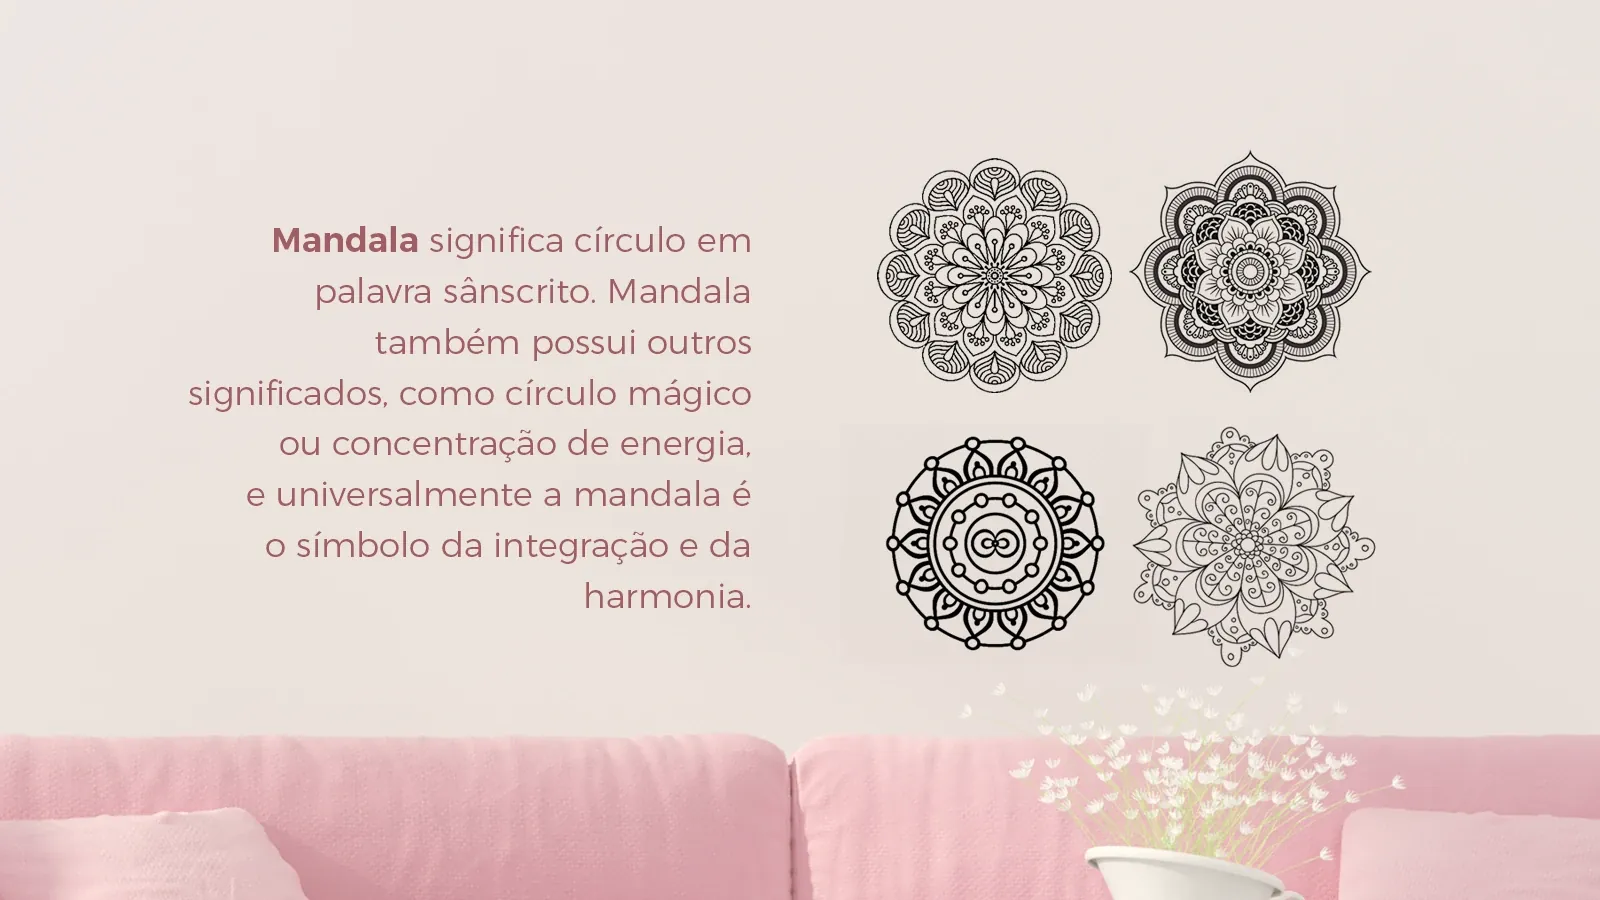 Mandala significa círculo em
palavra sânscrito. Mandala
também possui outros
significados, como círculo mágico
ou concentração de energia,
e universalmente a mandala é
o símbolo da integração e da
harmonia.